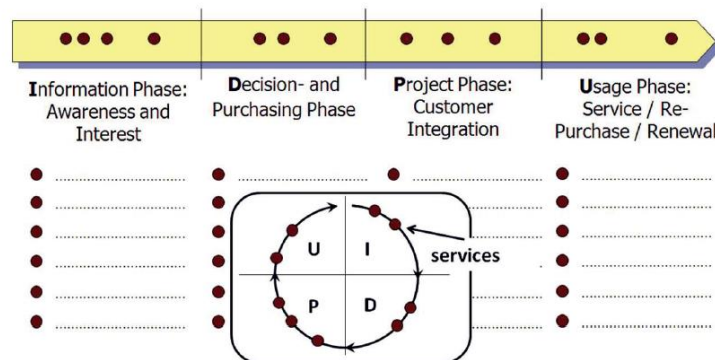 Information Phase:
Awareness and
Interest
Decision- and
Purchasing Phase
Project Phase:
Customer
Integration
Usage Phase:
Service / Re-
Purchase / Renewal
U
I
services
P
D